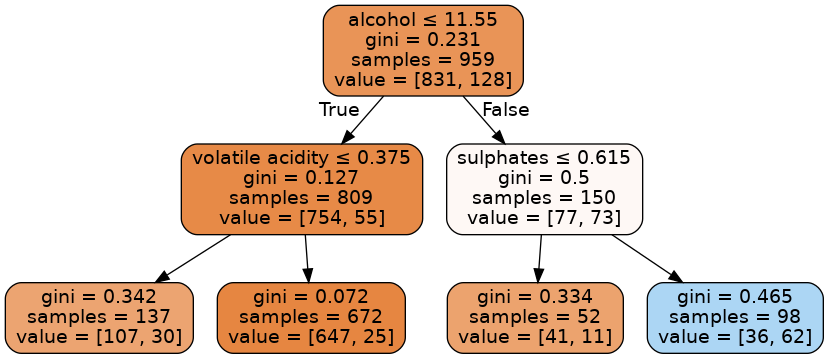 alcohol ≤ 11.55
gini = 0.231
samples = 959
value = [831, 128]
True
False
volatile acidity ≤ 0.375
gini = 0.127
samples = 809
value = [754, 55]
sulphates ≤ 0.615
gini = 0.5
samples = 150
value = [77, 73]
gini = 0.342
samples = 137
value = [107, 30]
gini = 0.072
samples = 672
value = [647, 25]
gini = 0.334
samples = 52
value = [41, 11]
gini = 0.465
samples = 98
value = [36, 62]